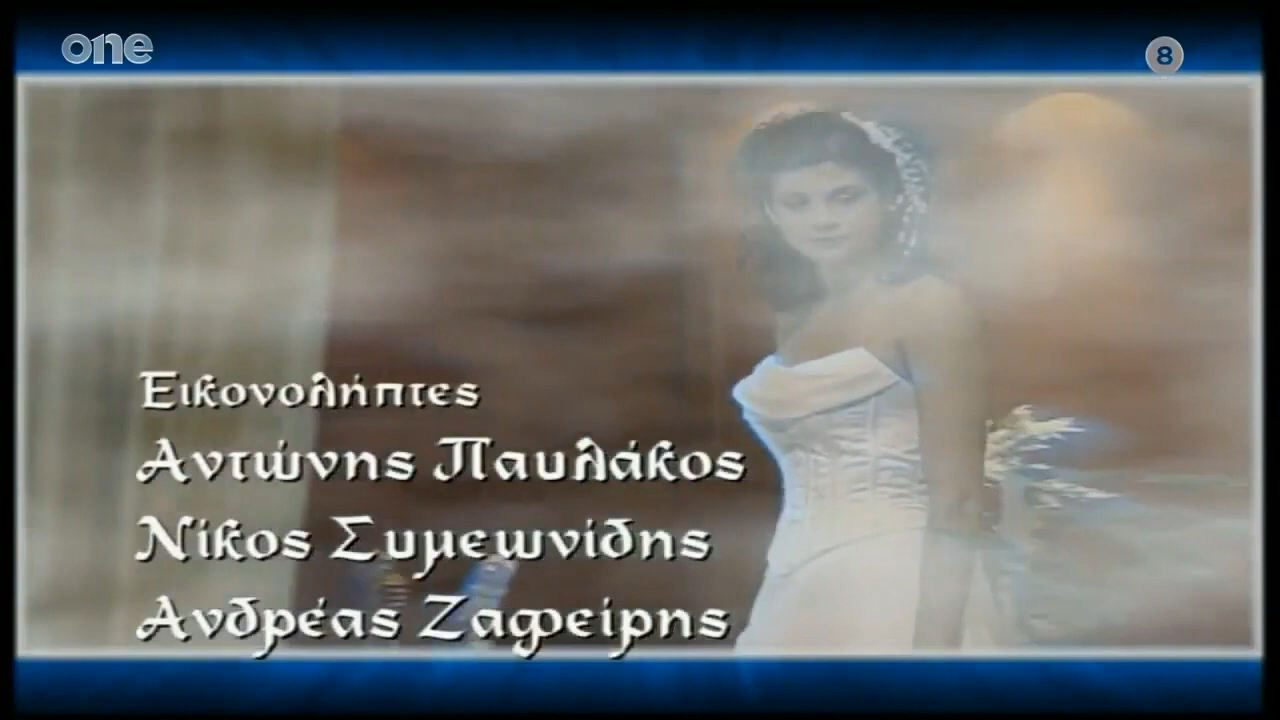 one
8
Εικονολήπτες
Αντώνης Παυλάκος
Νίκος Συμεωνίδης
Ανδρέας Ζαφείρης